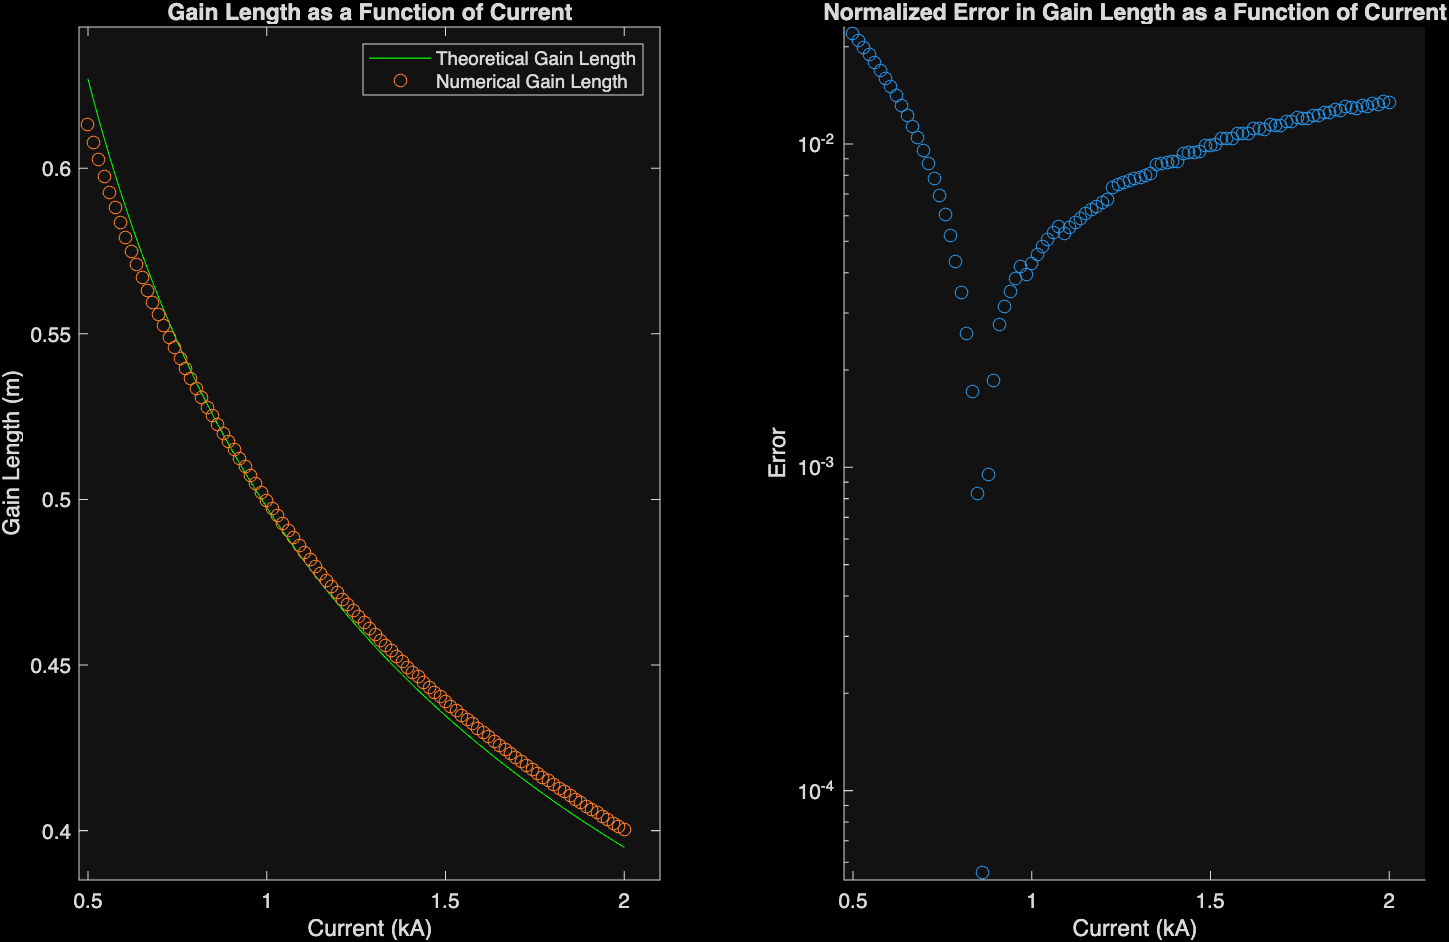 Gain Length as a Function of Current
Theoretical Gain Length
Numerical Gain Length
Gain Length (m)
0.6
0.55
0.5
0.45
0.4
0.5
1
1.5
2
Current (kA)
Normalized Error in Gain Length as a Function of Current
Error
10-2
10-3
10-4
0.5
1
1.5
2
Current (kA)